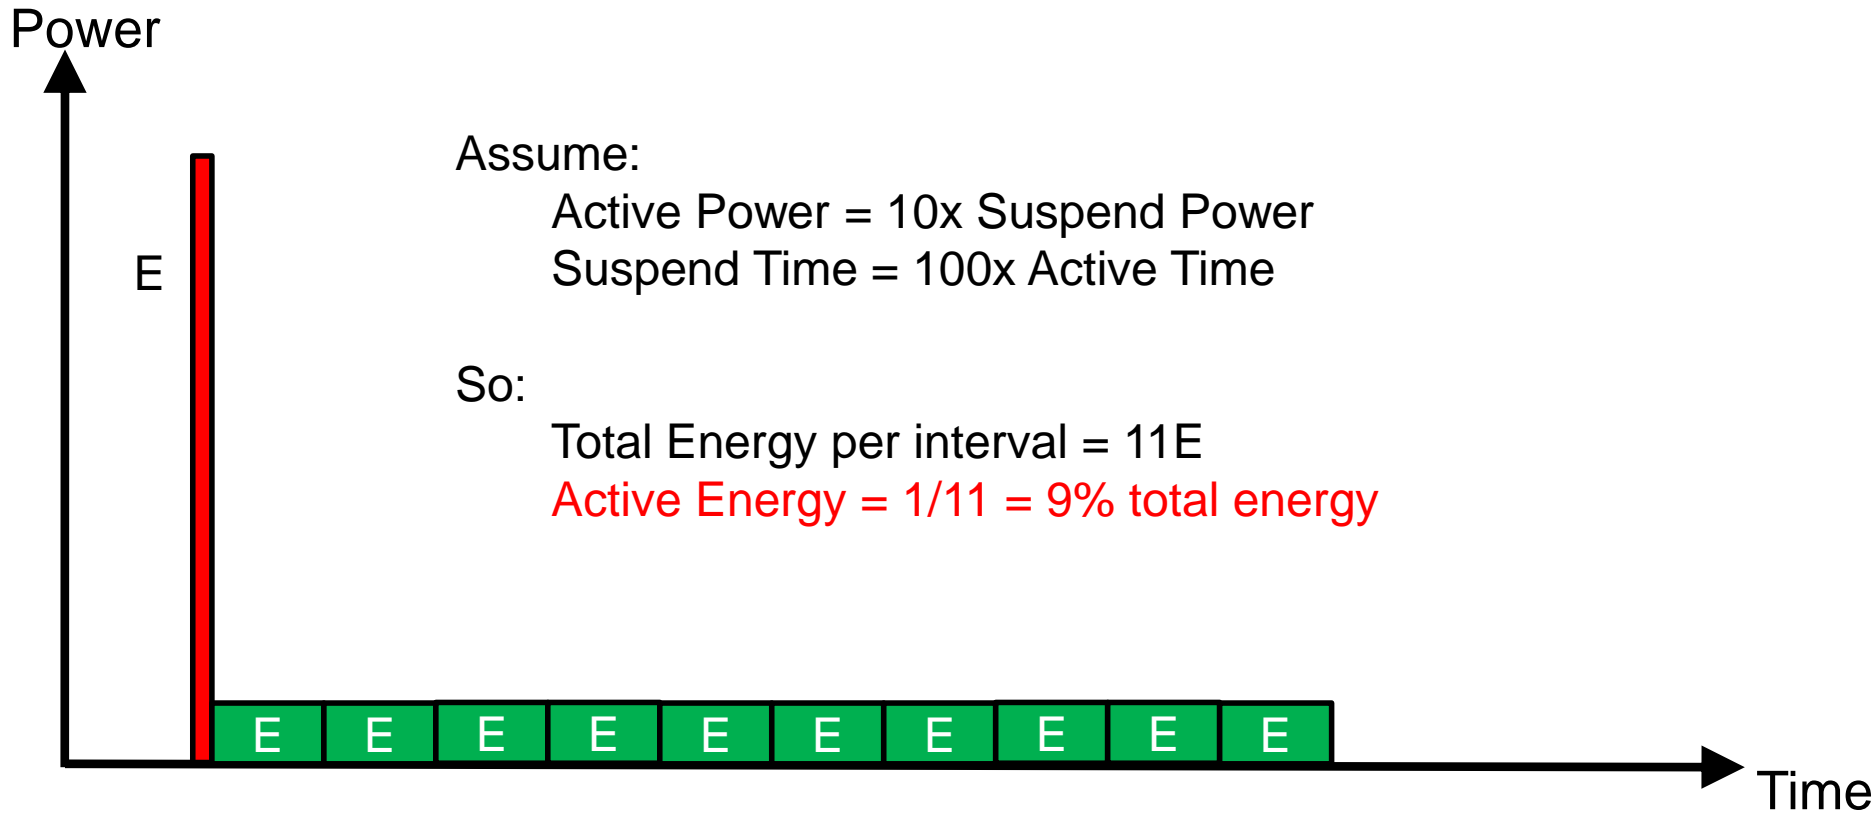 Power
Assume:
Active Power = 10x Suspend Power
Suspend Time = 100x Active Time
E
So:
Total Energy per interval = 11E
Active Energy = 1/11 = 9% total energy
E E E E E E E E E E
Time